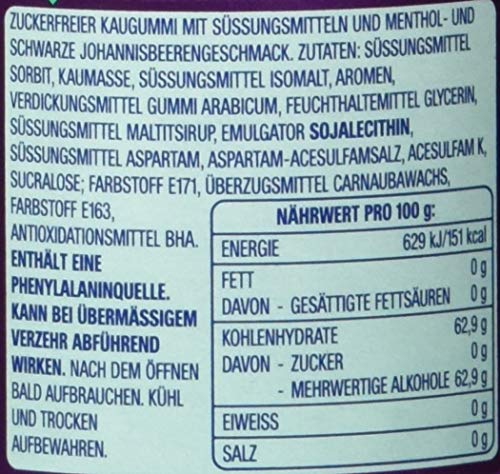 ZUCKERFREIER KAUGUMMI MIT SÜSSUNGSMITTELN UND MENTHOL- UND
SCHWARZE JOHANNISBEERENGESCHMACK. ZUTATEN: SÜSSUNGSMITTEL
SORBIT, KAUMASSE, SÜSSUNGSMITTEL ISOMALT, AROMEN,
VERDICKUNGSMITTEL GUMMI ARABICUM, FEUCHTHALTEMITTEL GLYCERIN,
SÜSSUNGSMITTEL MALTITSIRUP, EMULGATOR SOJALECITHIN,
SÜSSUNGSMITTEL ASPARTAM, ASPARTAM-ACESULFAMSALZ, ACESULFAM K,
SUCRALOSE; FARBSTOFF E171, ÜBERZUGSMITTEL CARNAUBAWACHS,
FARBSTOFF E163,
ANTIOXIDATIONSMITTEL BHA.
ENTHÄLT EINE
PHENYLALANINQUELLE.
KANN BEI ÜBERMÄSSIGEM
VERZEHR ABFÜHREND
WIRKEN. NACH DEM ÖFFNEN
BALD AUFBRAUCHEN. KÜHL
UND TROCKEN
AUFBEWAHREN.
NÄHRWERT PRO 100 g:
ENERGIE 629 kJ/151 kcal
FETT 0 g
DAVON - GESÄTTIGTE FETTSÄUREN 0 g
KOHLENHYDRATE 62,9 g
DAVON - ZUCKER 0 g
- MEHRWERTIGE ALKOHOLE 62,9 g
EIWEISS 0 g
SALZ 0 g